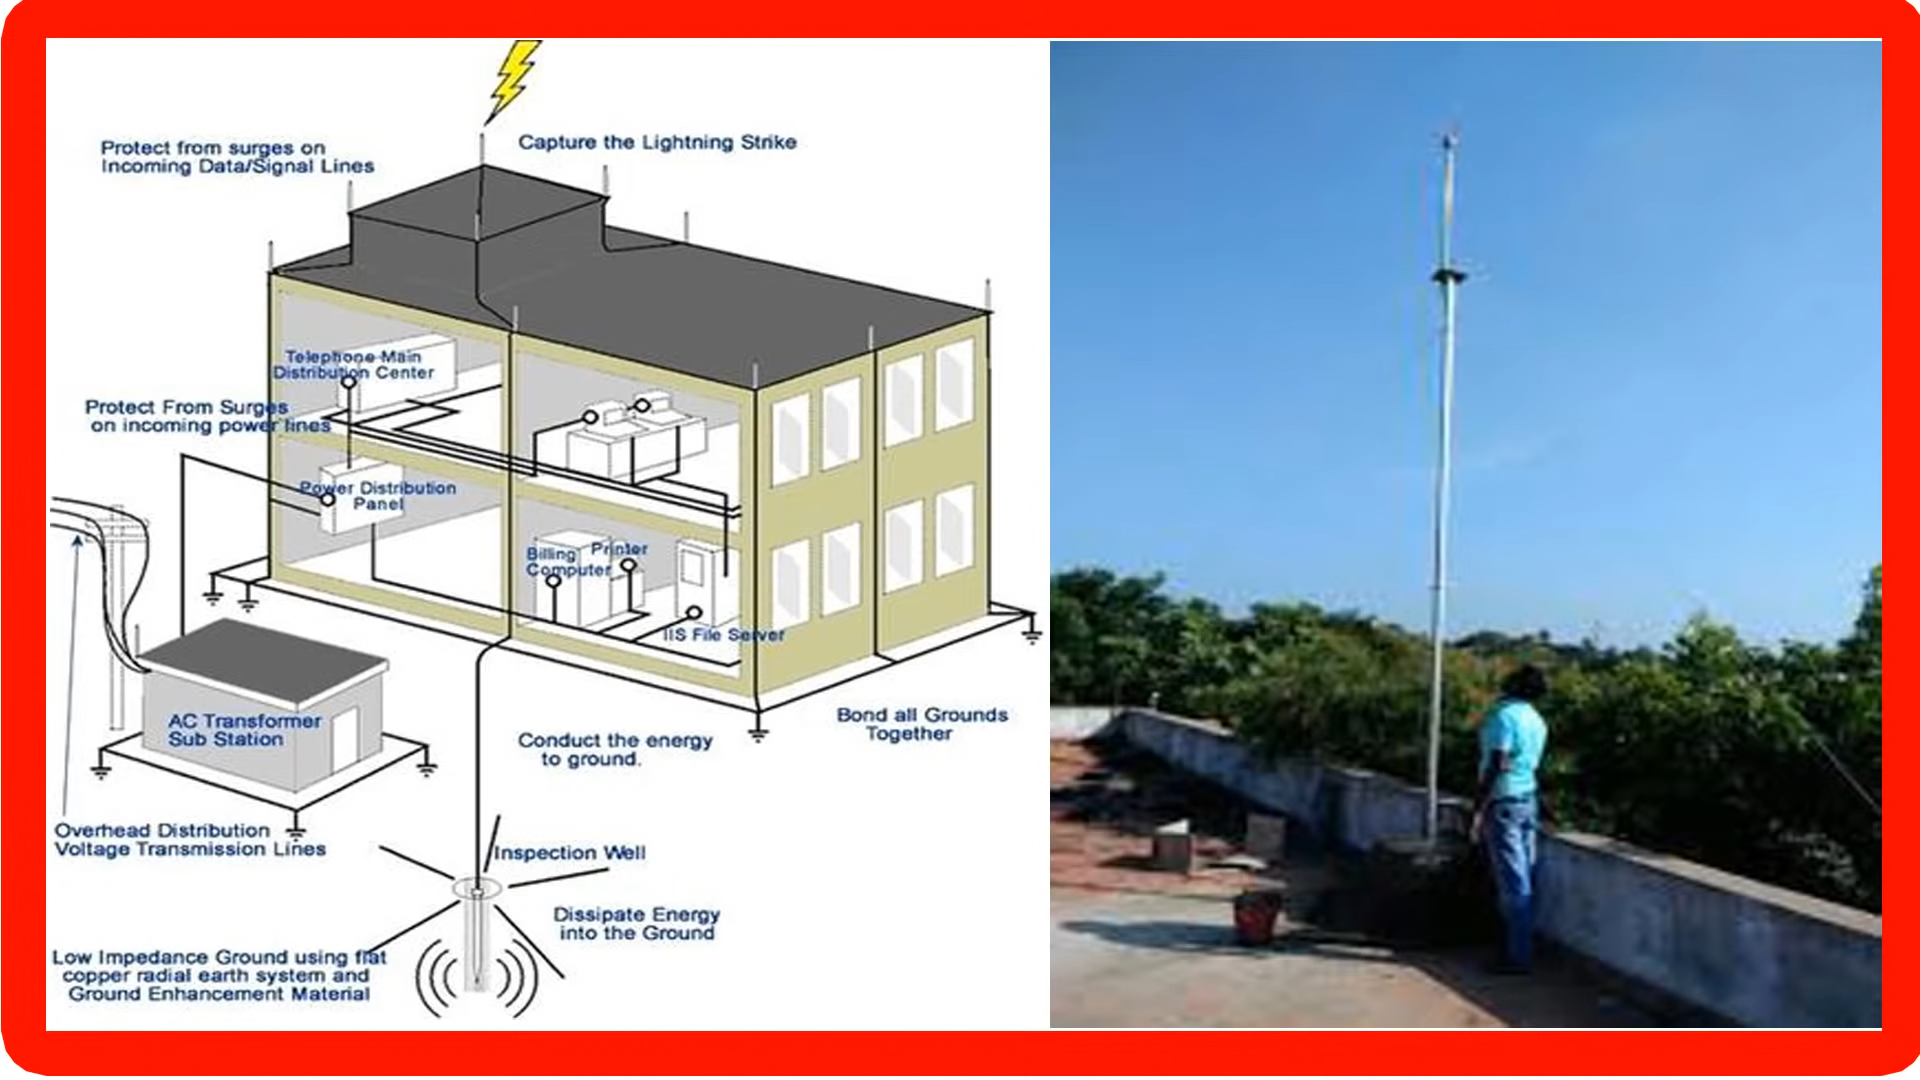 Protect from surges on
Incoming Data/Signal Lines
Capture the Lightning Strike
Telephone Main
Distribution Center
Protect From Surges
on incoming power lines
Power Distribution
Panel
Billing
Computer
Printer
IIS File Server
AC Transformer
Sub Station
Bond all Grounds
Together
Conduct the energy
to ground.
Overhead Distribution
Voltage Transmission Lines
Inspection Well
Dissipate Energy
into the Ground
Low Impedance Ground using flat
copper radial earth system and
Ground Enhancement Material